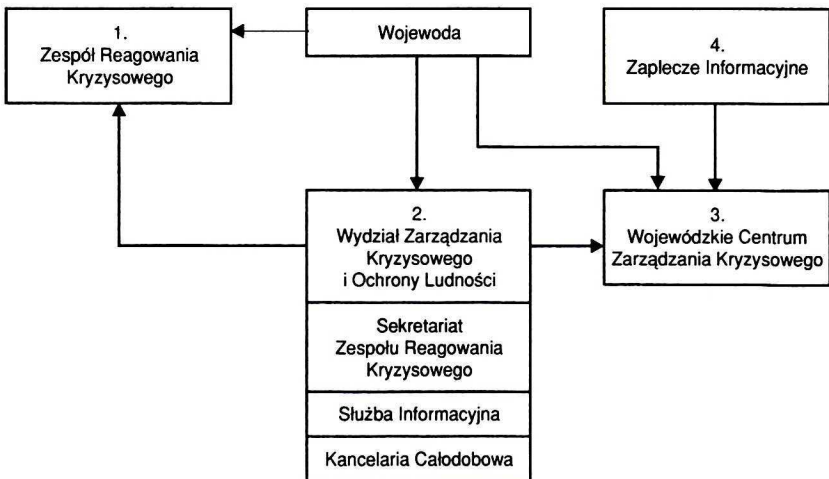 1.
Zespół Reagowania
Kryzysowego
Wojewoda
4.
Zaplecze Informacyjne
2.
Wydział Zarządzania
Kryzysowego
i Ochrony Ludności
3.
Wojewódzkie Centrum
Zarządzania Kryzysowego
Sekretariat
Zespołu Reagowania
Kryzysowego
Służba Informacyjna
Kancelaria Całodobowa